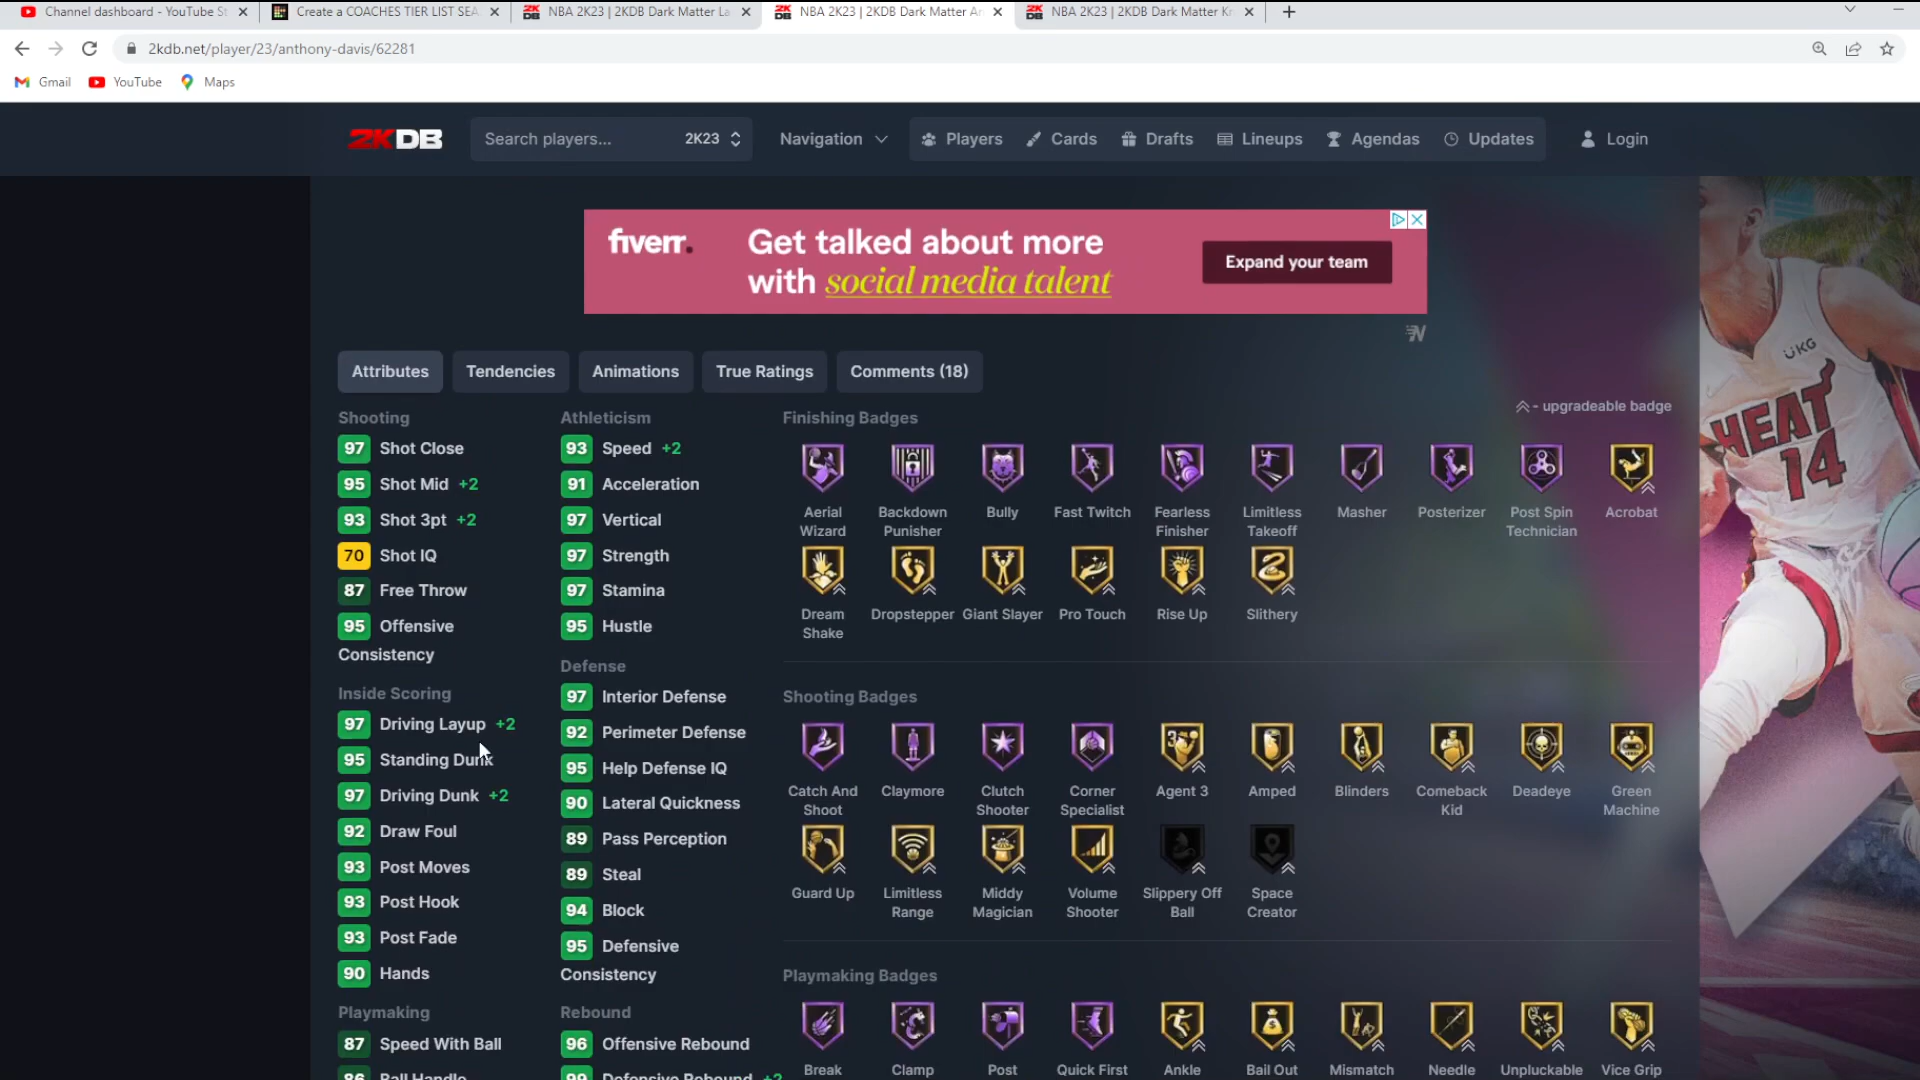 Channel dashboard - YouTube St
Create a COACHES TIER LIST SEA
NBA 2K23 | 2KDB Dark Matter La
NBA 2K23 | 2KDB Dark Matter An
NBA 2K23 | 2KDB Dark Matter Ke
2kdb.net/player/23/anthony-davis/62281
Gmail YouTube Maps
2KDB Search players... 2K23 Navigation Players Cards Drafts Lineups Agendas Updates Login
fiverr.
Get talked about more
with social media talent
Expand your team
Attributes Tendencies Animations True Ratings Comments (18)
- upgradeable badge
Shooting
97 Shot Close
95 Shot Mid +2
93 Shot 3pt +2
70 Shot IQ
87 Free Throw
95 Offensive
Consistency
Inside Scoring
97 Driving Layup +2
95 Standing Dunk
97 Driving Dunk +2
92 Draw Foul
93 Post Moves
93 Post Hook
93 Post Fade
90 Hands
Playmaking
87 Speed With Ball
86 Ball Handle
Athleticism
93 Speed +2
91 Acceleration
97 Vertical
97 Strength
97 Stamina
95 Hustle
Defense
97 Interior Defense
92 Perimeter Defense
95 Help Defense IQ
90 Lateral Quickness
89 Pass Perception
89 Steal
94 Block
95 Defensive
Consistency
Rebound
96 Offensive Rebound
99 Defensive Rebound +2
Finishing Badges
Aerial Wizard
Backdown Punisher
Bully
Fast Twitch
Fearless Finisher
Limitless Takeoff
Masher
Posterizer
Post Spin Technician
Acrobat
Dream Shake
Dropstepper
Giant Slayer
Pro Touch
Rise Up
Slithery
Shooting Badges
Catch And Shoot
Claymore
Clutch Shooter
Corner Specialist
Agent 3
Amped
Blinders
Comeback Kid
Deadeye
Green Machine
Guard Up
Limitless Range
Middy Magician
Volume Shooter
Slippery Off Ball
Space Creator
Playmaking Badges
Break
Clamp
Post
Quick First
Ankle
Bail Out
Mismatch
Needle
Unpluckable
Vice Grip
UKG
HEAT
14